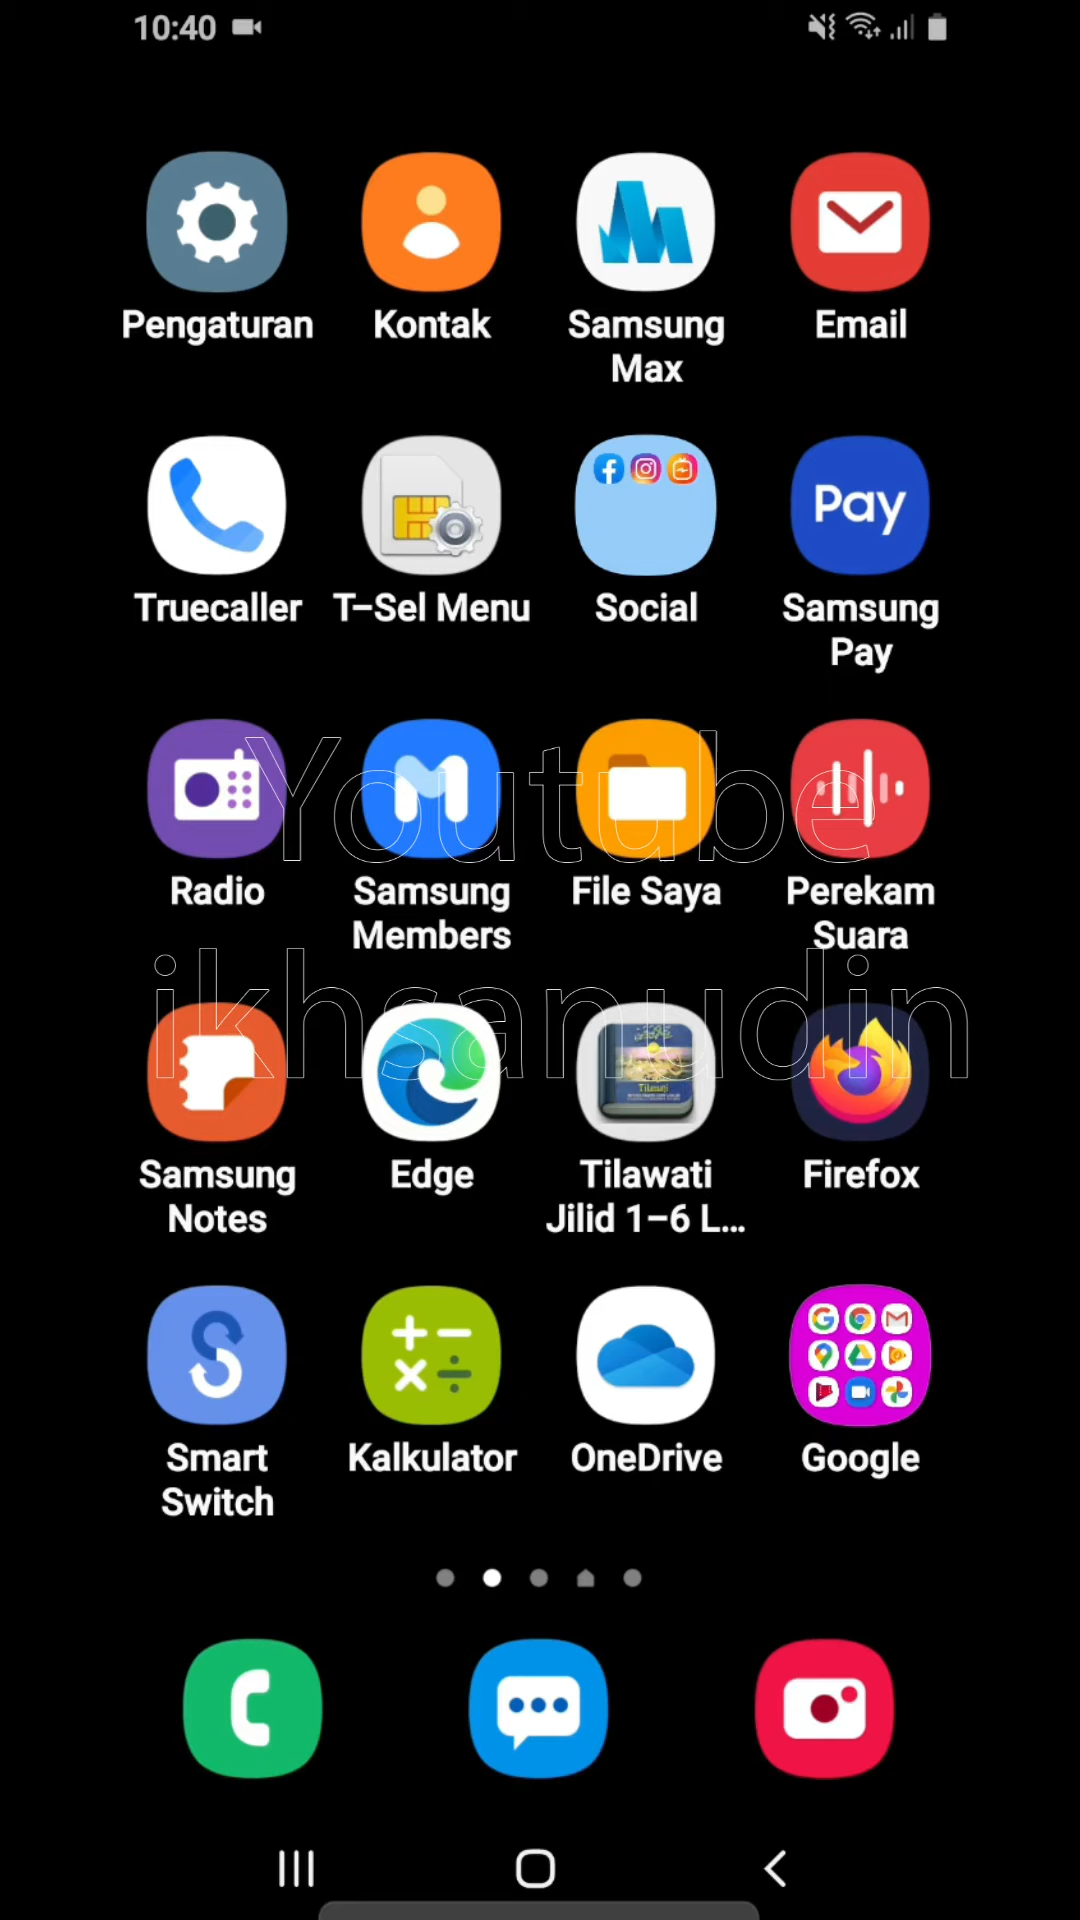 10:40
Pengaturan Kontak Samsung Max Email
Truecaller T-Sel Menu Social Pay Samsung Pay
Youtube
Radio Samsung Members File Saya Perekam Suara
ikhsanudin
Tilawati
Samsung Notes Edge Tilawati Jilid 1-6 L... Firefox
Smart Switch Kalkulator OneDrive Google